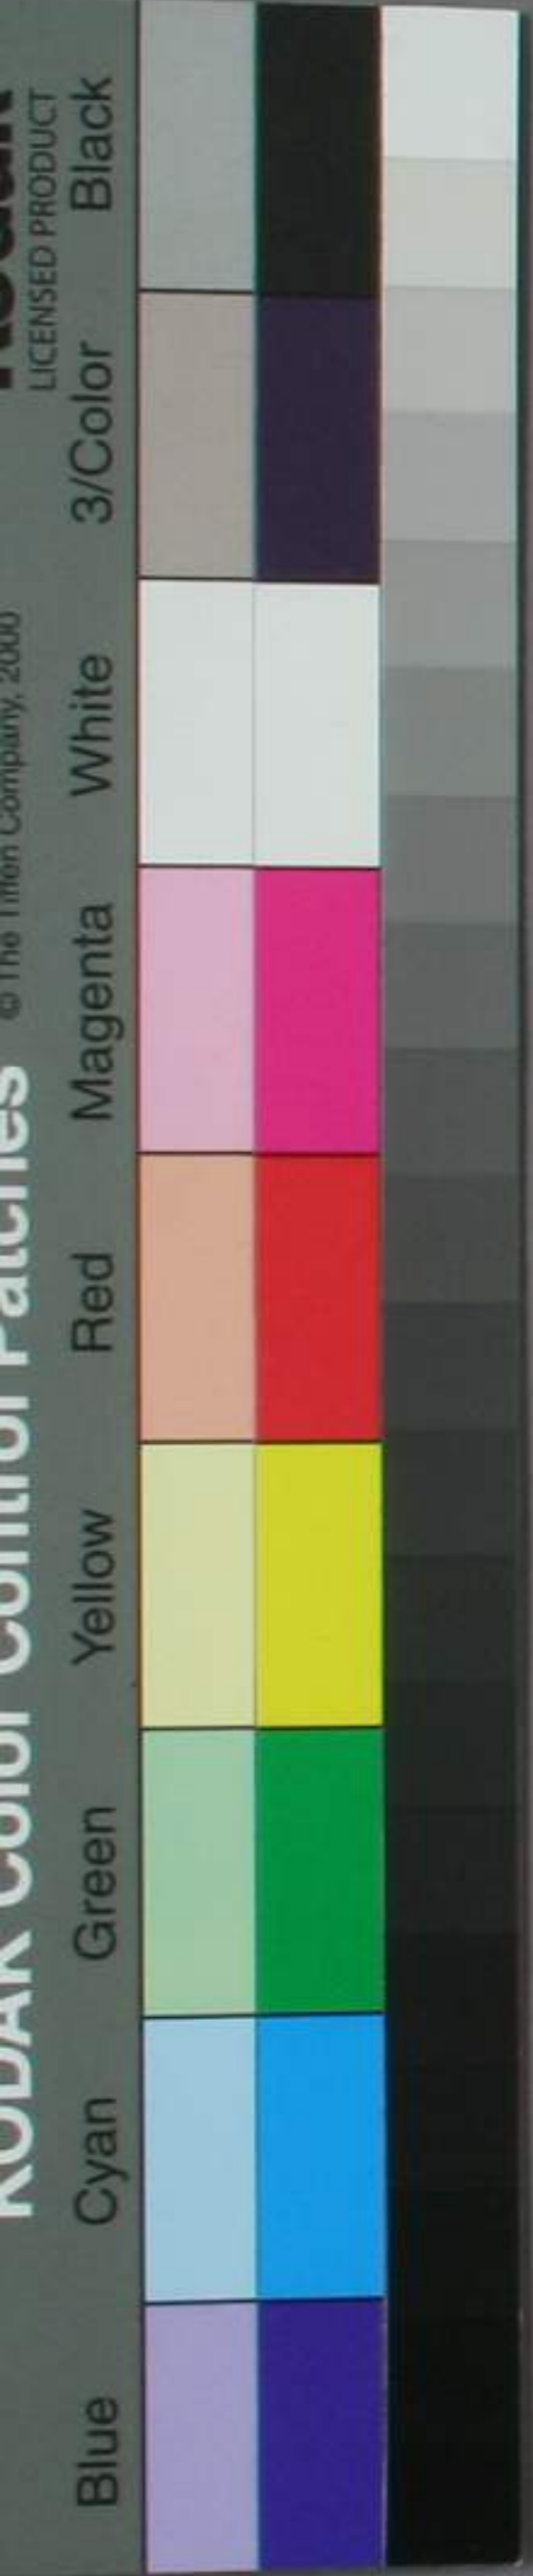 KODAK Color Control Patches
© The Tiffen Company, 2000
LICENSED PRODUCT
Blue
Cyan
Green
Yellow
Red
Magenta
White
3/Color
Black